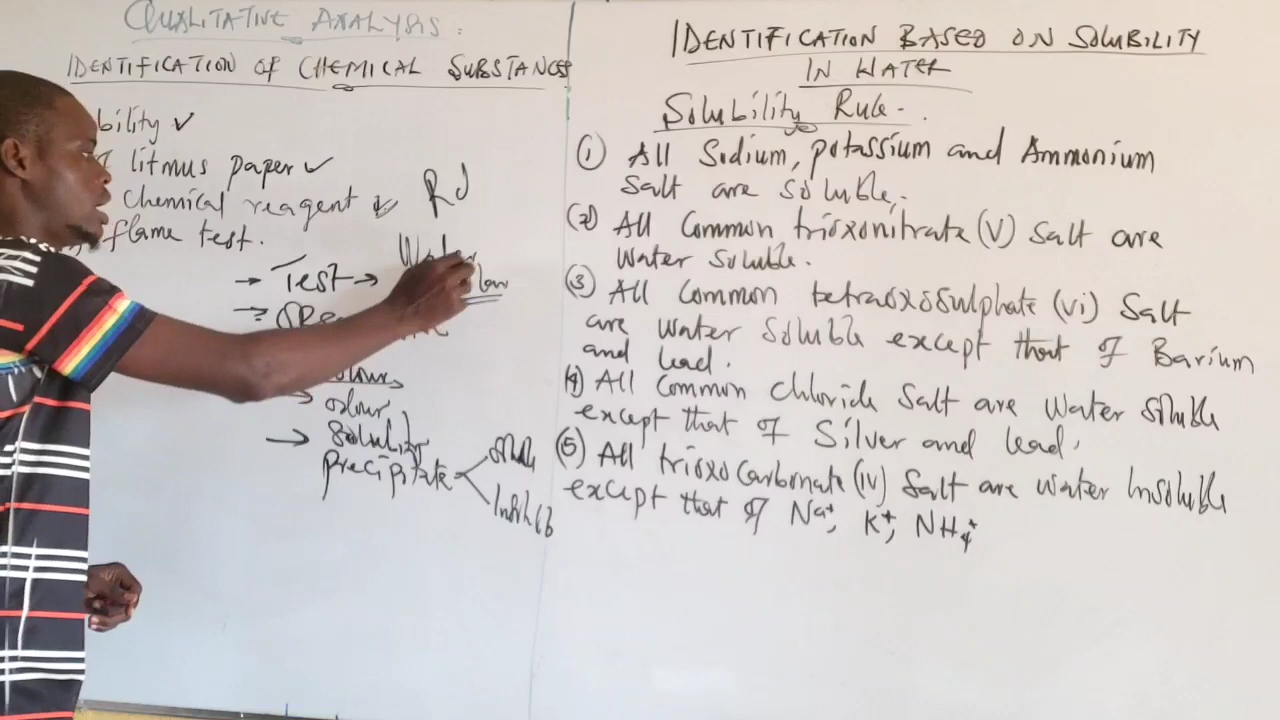 QUALITATIVE ANALYSIS.
IDENTIFICATION OF CHEMICAL SUBSTANCES
bility ✓
litmus paper ✓
chemical reagent ✓
flame test.
Rd
→ Test →
→
colour
odour
→ Solubility
precipitate
IDENTIFICATION BASED ON SOLUBILITY
IN WATER
Solubility Rule.
(1) All Sodium, potassium and Ammonium
Salt are soluble.
(2) All Common trioxonitrate (V) Salt are
Water Soluble.
(3) All Common tetraoxosulphate (vi) Salt
are water soluble except that of Barium
and lead.
(4) All Common Chloride Salt are Water Soluble
except that of Silver and lead,
(5) All trioxocarbonate (iv) Salt are water Insoluble
except that of Na⁺, K⁺, NH₄⁺